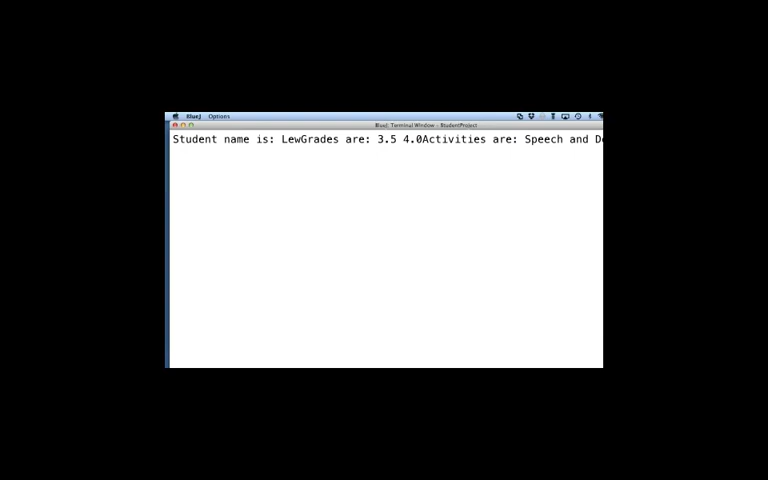 BlueJ Options
BlueJ: Terminal Window - StudentProject
Student name is: LewGrades are: 3.5 4.0Activities are: Speech and D